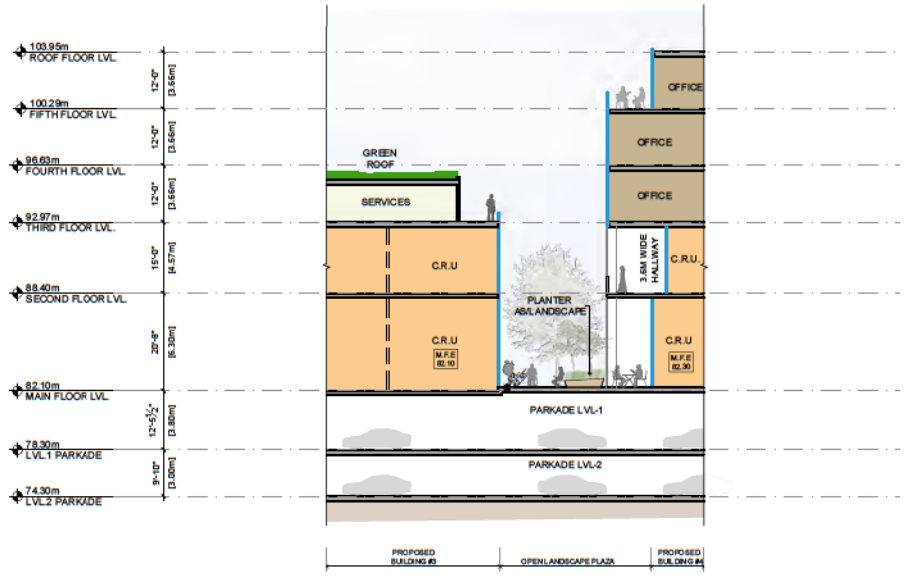 103.95m
ROOF FLOOR LVL.
12'-0"
[3.66m]
OFFICE
100.29m
FIFTH FLOOR LVL.
12'-0"
[3.66m]
OFFICE
GREEN
ROOF
96.63m
FOURTH FLOOR LVL.
12'-0"
[3.66m]
SERVICES
OFFICE
92.97m
THIRD FLOOR LVL.
15'-0"
[4.57m]
C.R.U
3.6M WIDE
HALLWAY
C.R.U.
88.40m
SECOND FLOOR LVL.
PLANTER
AS/LANDSCAPE
20'-8"
[6.30m]
C.R.U
M.F.E
82.10
C.R.U
M.F.E
82.30
82.10m
MAIN FLOOR LVL.
12'-5½"
[3.80m]
PARKADE LVL-1
78.30m
LVL.1 PARKADE
9'-10"
[3.00m]
PARKADE LVL-2
74.30m
LVL.2 PARKADE
PROPOSED
BUILDING #3
OPEN LANDSCAPE PLAZA
PROPOSED
BUILDING #4